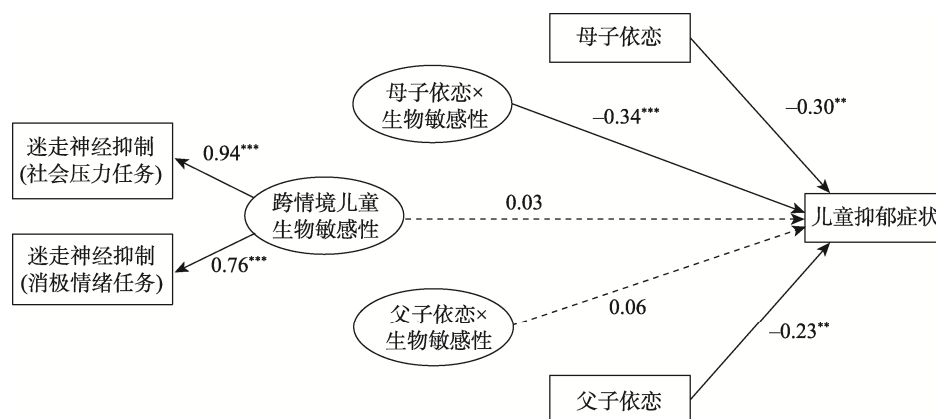 母子依恋
母子依恋×
生物敏感性
–0.30**
–0.34***
迷走神经抑制
(社会压力任务)
0.94***
跨情境儿童
生物敏感性
0.03
儿童抑郁症状
迷走神经抑制
(消极情绪任务)
0.76***
父子依恋×
生物敏感性
0.06
–0.23**
父子依恋